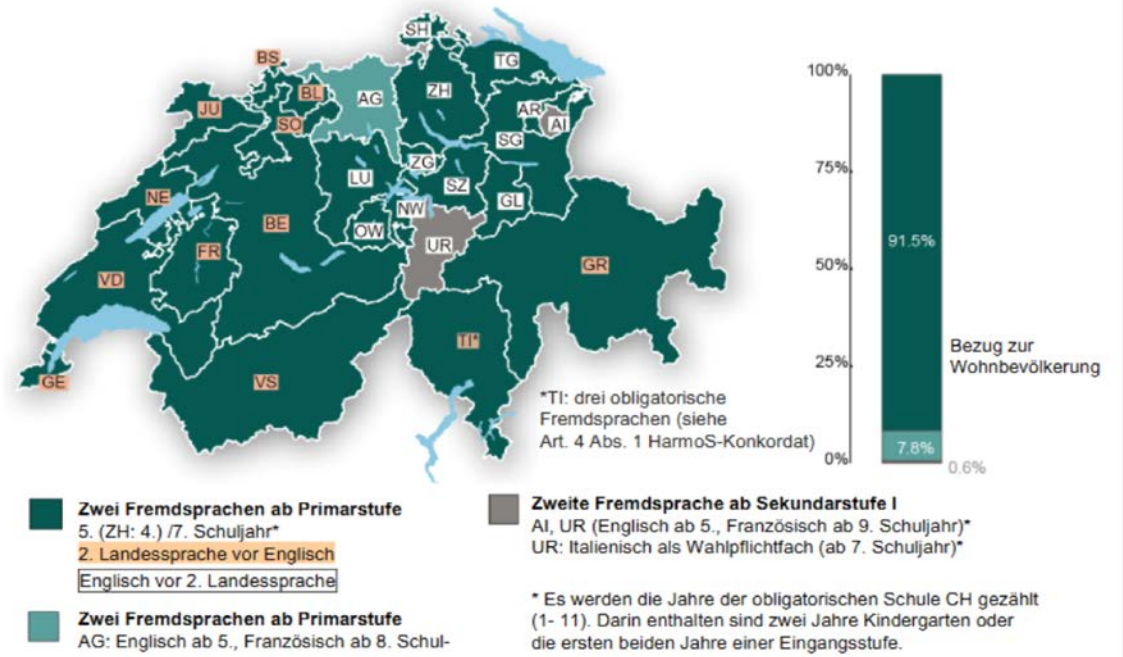 SH
BS
TG
BL
AG
ZH
JU
AR
AI
SO
SG
ZG
LU
SZ
NE
GL
NW
BE
OW
UR
FR
GR
VD
TI*
GE
VS
100%
75%
50%
25%
0%
91.5%
7.8%
0.6%
Bezug zur
Wohnbevölkerung
*TI: drei obligatorische
Fremdsprachen (siehe
Art. 4 Abs. 1 HarmoS-Konkordat)
Zwei Fremdsprachen ab Primarstufe
5. (ZH: 4.) /7. Schuljahr*
2. Landessprache vor Englisch
Englisch vor 2. Landessprache
Zwei Fremdsprachen ab Primarstufe
AG: Englisch ab 5., Französisch ab 8. Schul-
Zweite Fremdsprache ab Sekundarstufe I
AI, UR (Englisch ab 5., Französisch ab 9. Schuljahr)*
UR: Italienisch als Wahlpflichtfach (ab 7. Schuljahr)*
* Es werden die Jahre der obligatorischen Schule CH gezählt
(1- 11). Darin enthalten sind zwei Jahre Kindergarten oder
die ersten beiden Jahre einer Eingangsstufe.